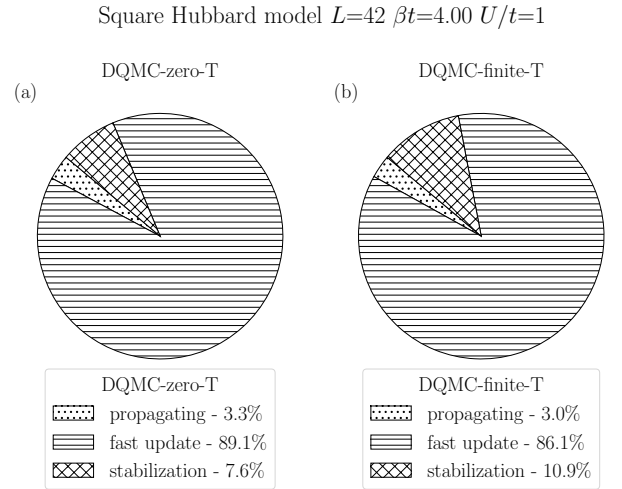 Square Hubbard model L=42 βt=4.00 U/t=1
DQMC-zero-T
DQMC-finite-T
(a)
(b)
DQMC-zero-T
propagating - 3.3%
fast update - 89.1%
stabilization - 7.6%
DQMC-finite-T
propagating - 3.0%
fast update - 86.1%
stabilization - 10.9%